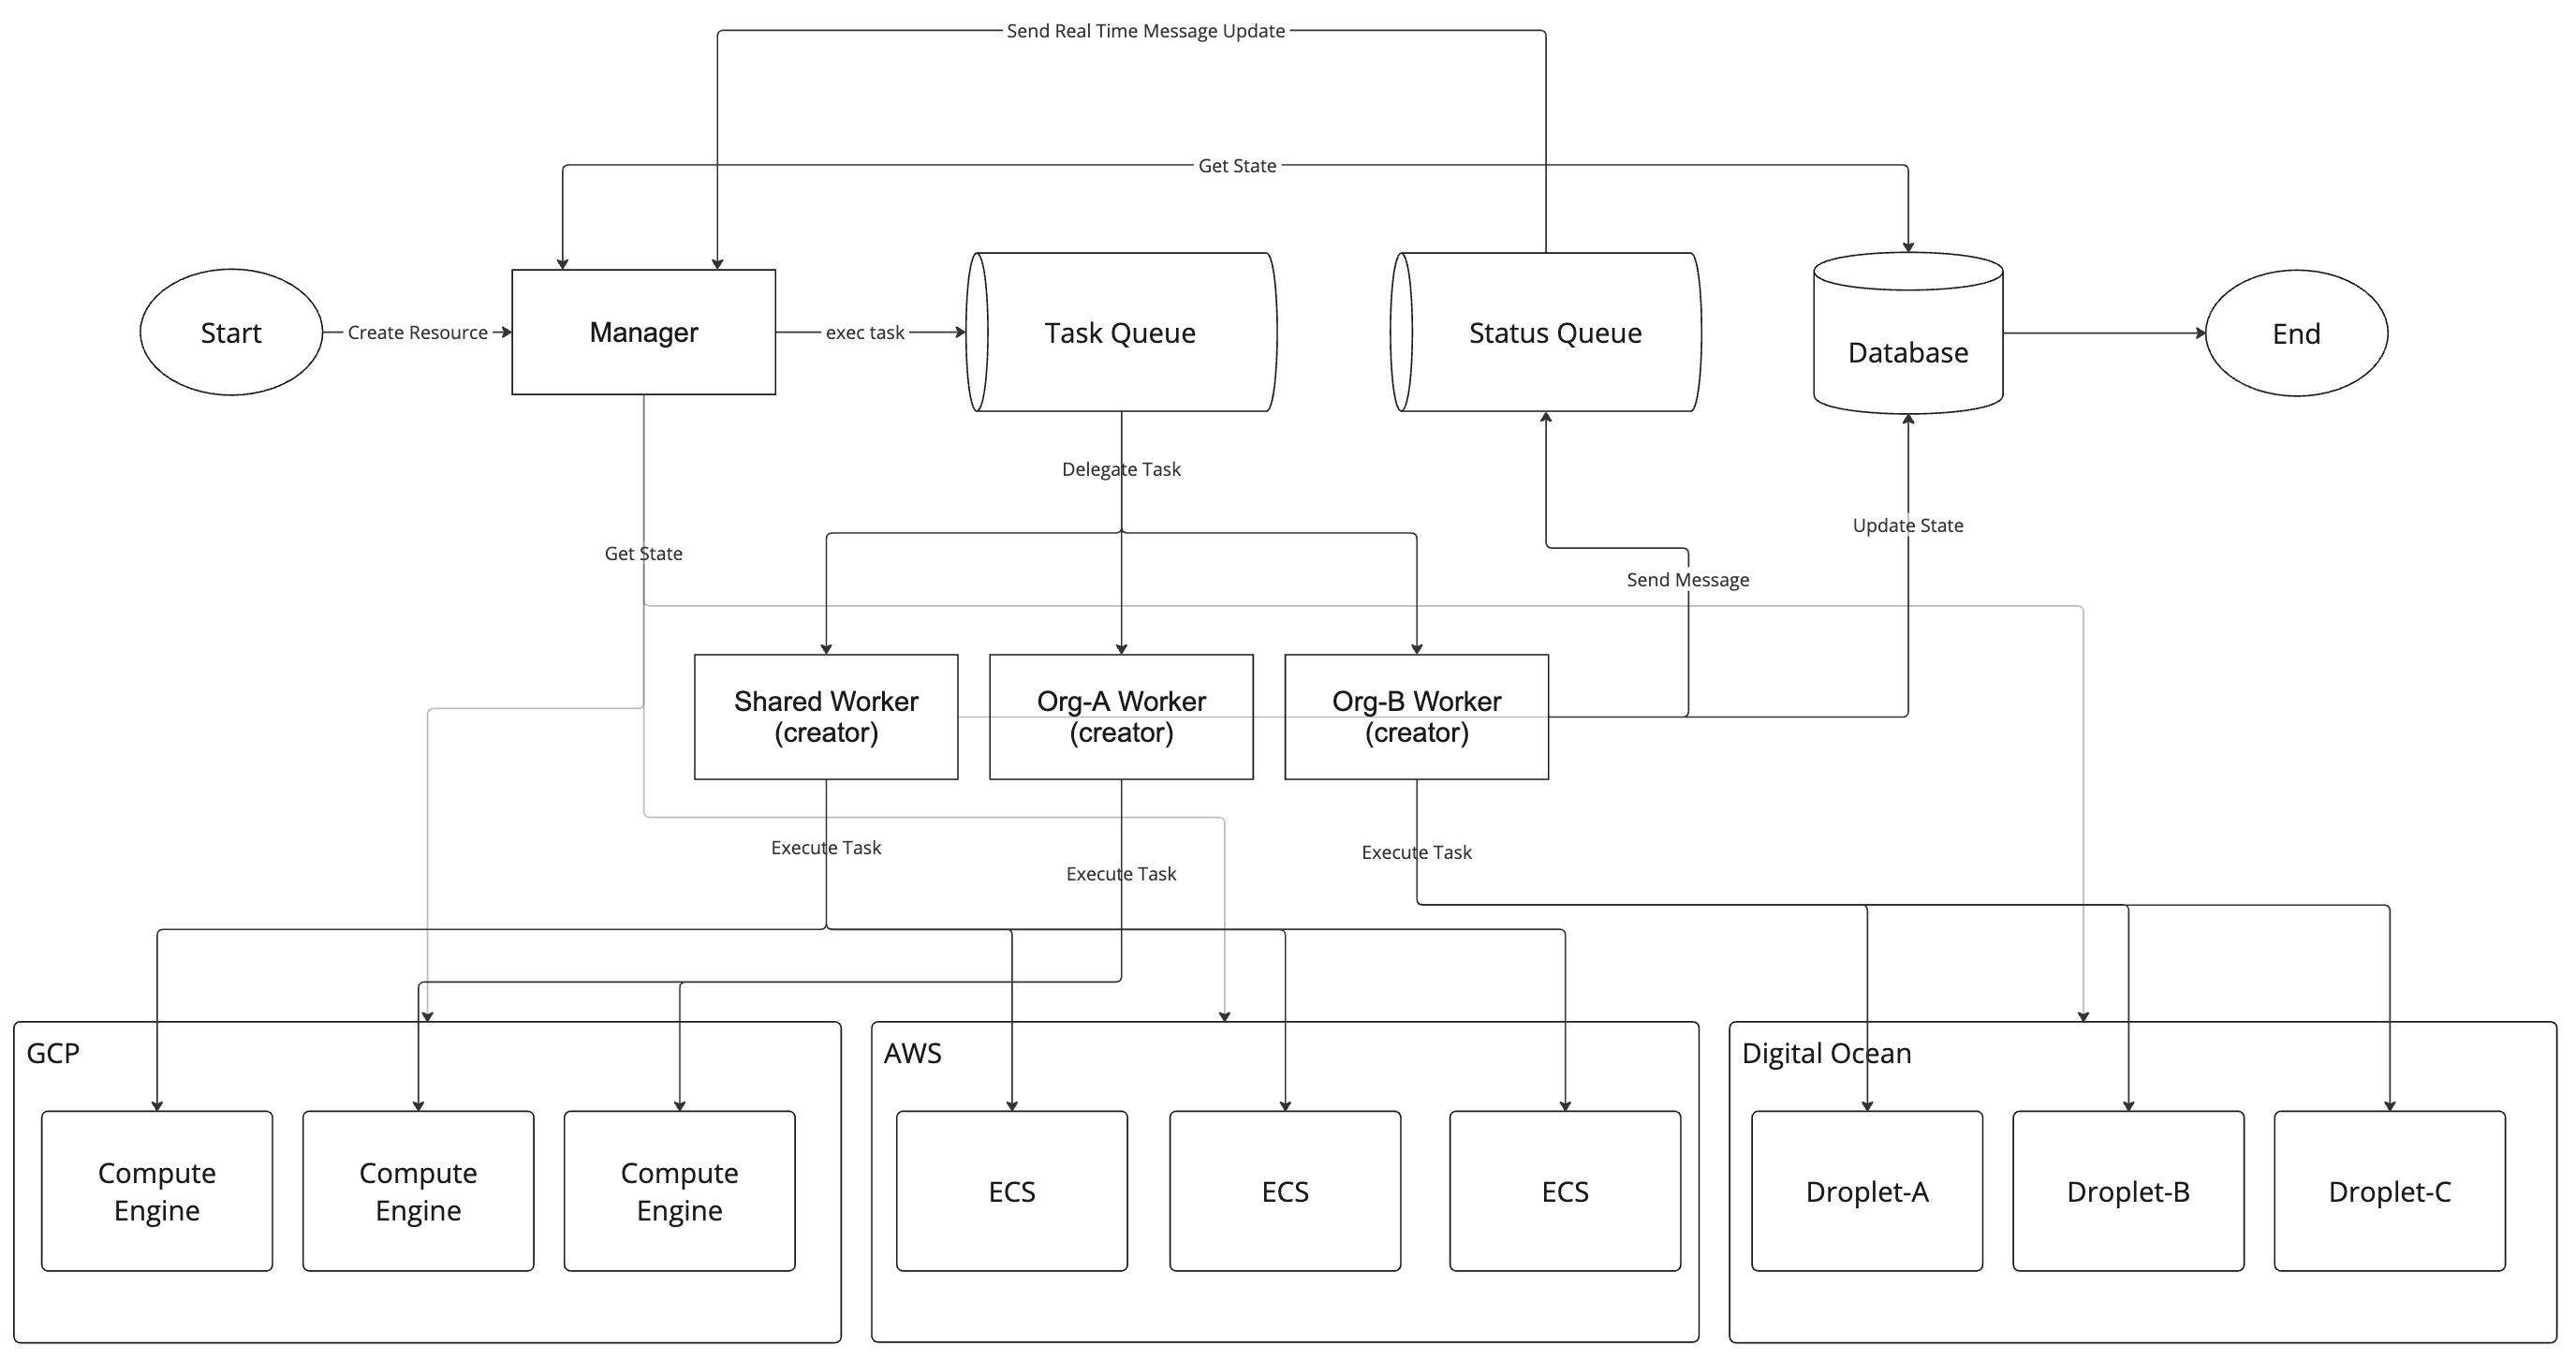 Send Real Time Message Update
Get State
Start
Create Resource
Manager
exec task
Task Queue
Status Queue
Database
End
Delegate Task
Get State
Update State
Send Message
Shared Worker
(creator)
Org-A Worker
(creator)
Org-B Worker
(creator)
Execute Task
Execute Task
Execute Task
GCP
AWS
Digital Ocean
Compute
Engine
Compute
Engine
Compute
Engine
ECS
ECS
ECS
Droplet-A
Droplet-B
Droplet-C